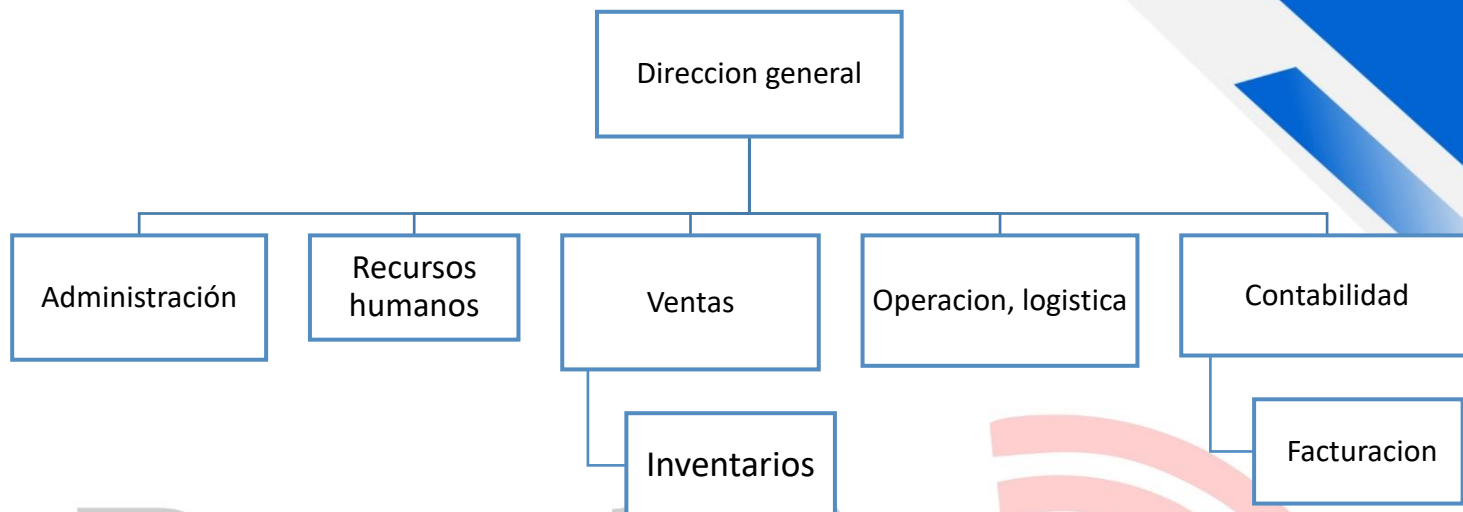 Direccion general
Administración
Recursos
humanos
Ventas
Operacion, logistica
Contabilidad
Inventarios
Facturacion